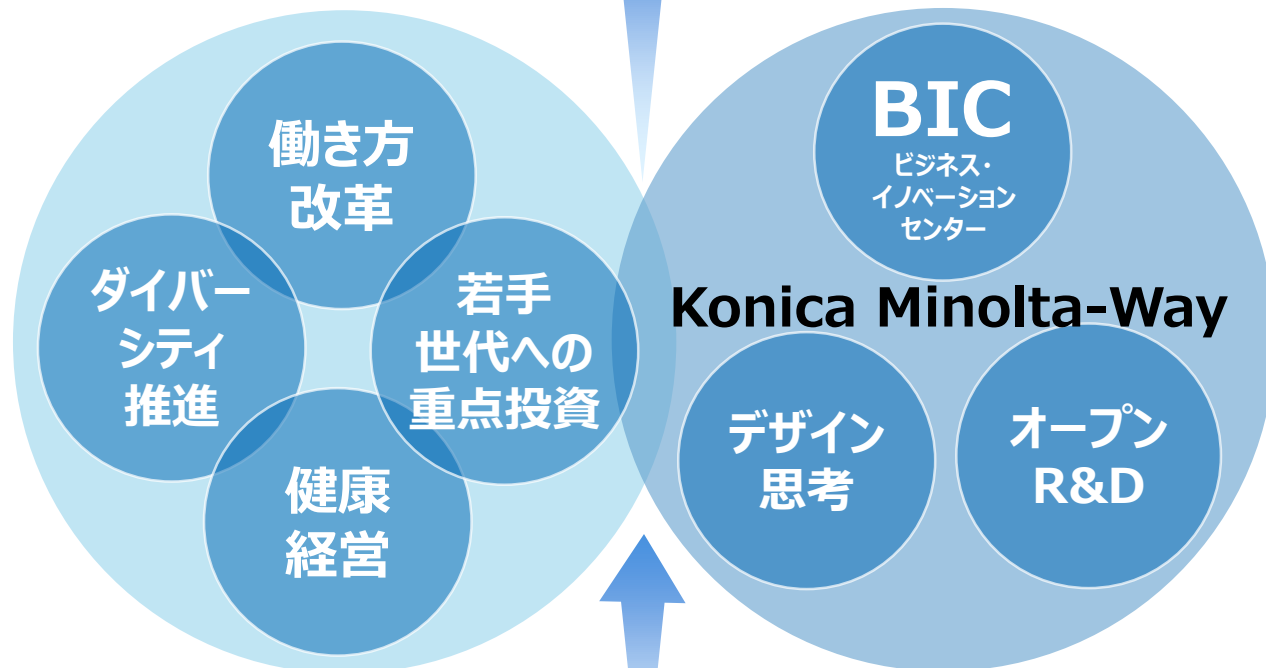 働き方
改革
ダイバー
シティ
推進
若手
世代への
重点投資
健康
経営
BIC
ビジネス・
イノベーション
センター
Konica Minolta-Way
デザイン
思考
オープン
R&D